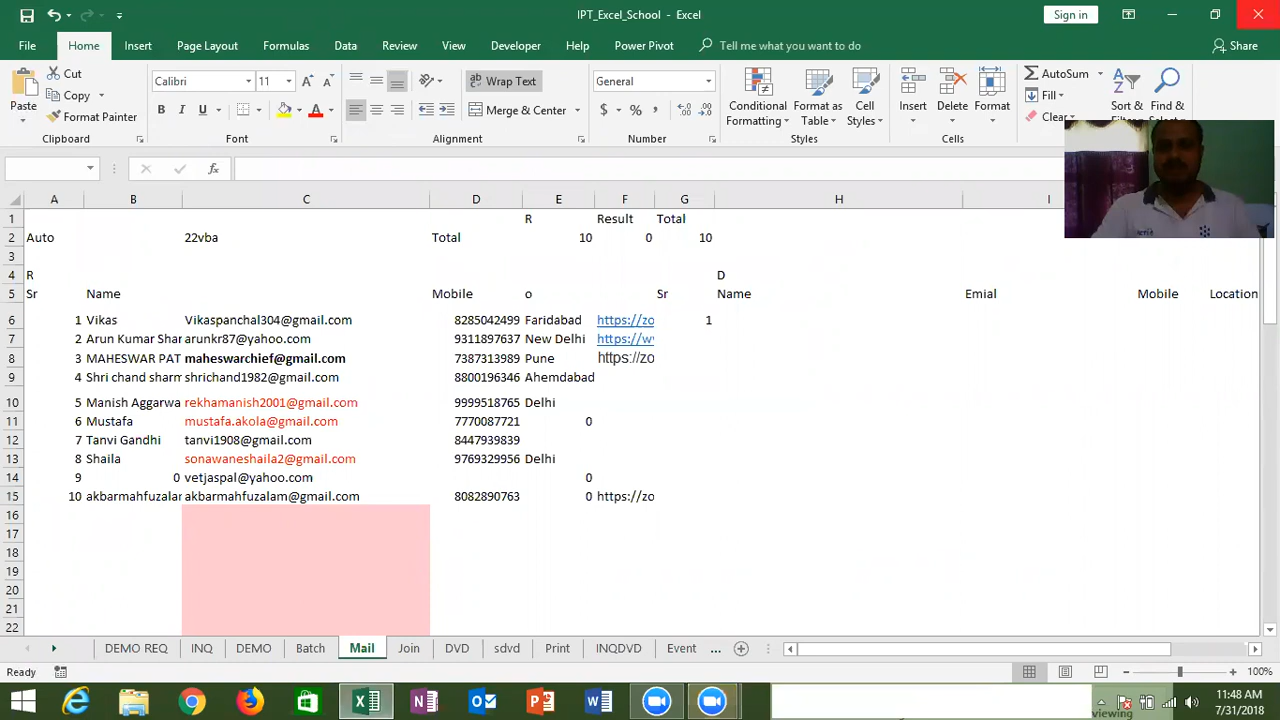 IPT_Excel_School - Excel
Sign in
File Home Insert Page Layout Formulas Data Review View Developer Help Power Pivot Tell me what you want to do Share
Paste
Cut
Copy
Format Painter
Clipboard
Calibri 11
B I U
Font
Wrap Text
Merge & Center
Alignment
General
$ % ,
Number
Conditional Formatting
Format as Table
Cell Styles
Styles
Insert Delete Format
Cells
AutoSum
Fill
Clear
Sort &
Find &
fx
A B C D E F G H I
1 R Result Total
2 Auto 22vba Total 10 0 10
3
4 R D
5 Sr Name Mobile o Sr Name Emial Mobile Location
6 1 Vikas Vikaspanchal304@gmail.com 8285042499 Faridabad https://zo 1
7 2 Arun Kumar Shar arunkr87@yahoo.com 9311897637 New Delhi https://w
8 3 MAHESWAR PAT maheswarchief@gmail.com 7387313989 Pune https://zo
9 4 Shri chand sharm shrichand1982@gmail.com 8800196346 Ahemdabad
10 5 Manish Aggarwa rekhamanish2001@gmail.com 9999518765 Delhi
11 6 Mustafa mustafa.akola@gmail.com 7770087721 0
12 7 Tanvi Gandhi tanvi1908@gmail.com 8447939839
13 8 Shaila sonawaneshaila2@gmail.com 9769329956 Delhi
14 9 0 vetjaspal@yahoo.com 0
15 10 akbarmahfuzalar akbarmahfuzalam@gmail.com 8082890763 0 https://zo
16
17
18
19
20
21
22
DEMO REQ INQ DEMO Batch Mail Join DVD sdvd Print INQDVD Event ...
Ready
100%
viewing
11:48 AM
7/31/2018